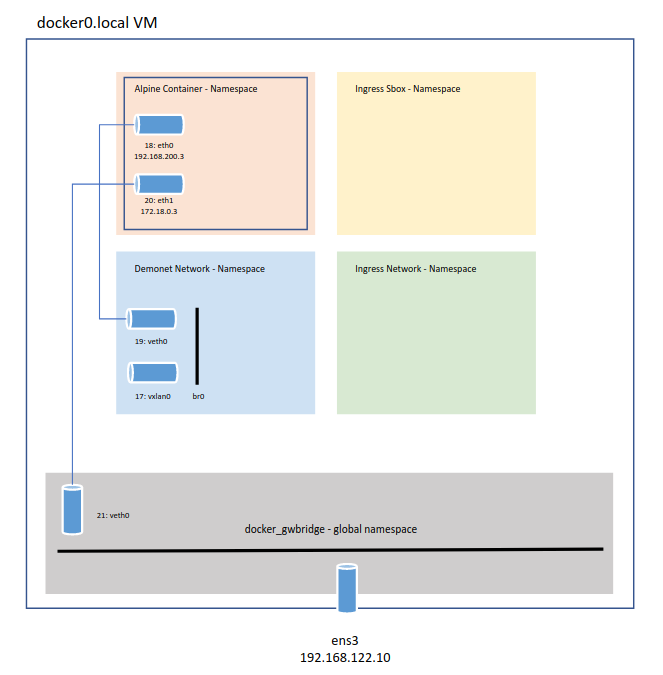 docker0.local VM
Alpine Container - Namespace
18: eth0
192.168.200.3
20: eth1
172.18.0.3
Ingress Sbox - Namespace
Demonet Network - Namespace
19: veth0
17: vxlan0
br0
Ingress Network - Namespace
21: veth0
docker_gwbridge - global namespace
ens3
192.168.122.10